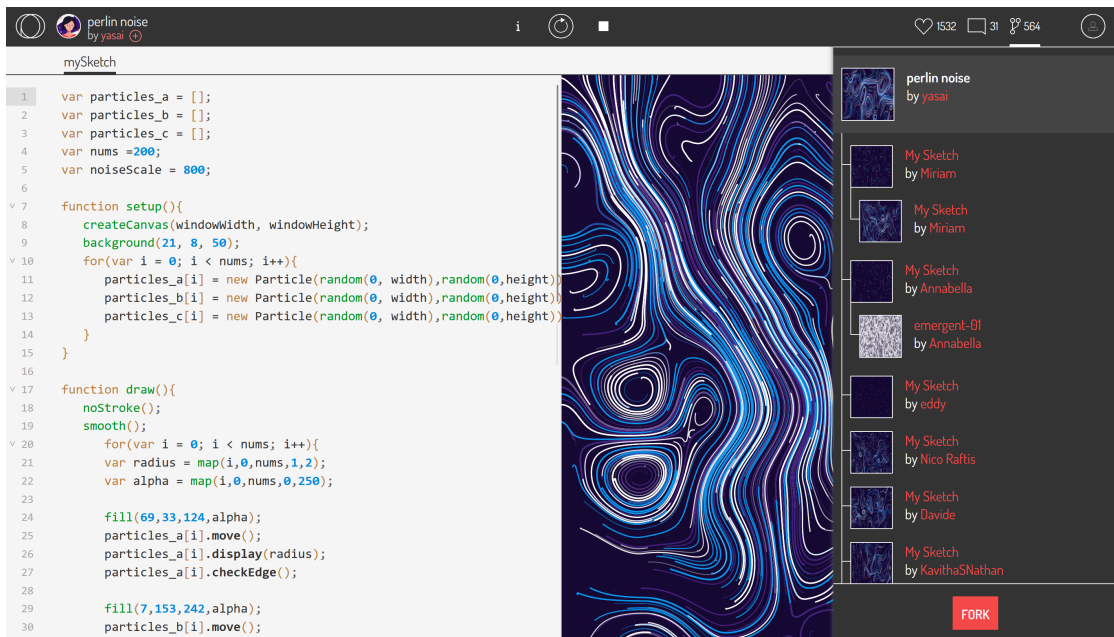 perlin noise
by yasai
i
1532
31
564
mySketch
1 var particles_a = [];
2 var particles_b = [];
3 var particles_c = [];
4 var nums =200;
5 var noiseScale = 800;
6
7 function setup(){
8 createCanvas(windowWidth, windowHeight);
9 background(21, 8, 50);
10 for(var i = 0; i < nums; i++){
11 particles_a[i] = new Particle(random(0, width),random(0,height))
12 particles_b[i] = new Particle(random(0, width),random(0,height))
13 particles_c[i] = new Particle(random(0, width),random(0,height))
14 }
15 }
16
17 function draw(){
18 noStroke();
19 smooth();
20 for(var i = 0; i < nums; i++){
21 var radius = map(i,0,nums,1,2);
22 var alpha = map(i,0,nums,0,250);
23
24 fill(69,33,124,alpha);
25 particles_a[i].move();
26 particles_a[i].display(radius);
27 particles_a[i].checkEdge();
28
29 fill(7,153,242,alpha);
30 particles_b[i].move();
perlin noise
by yasai
My Sketch
by Miriam
My Sketch
by Miriam
My Sketch
by Annabella
emergent-01
by Annabella
My Sketch
by eddy
My Sketch
by Nico Raftis
My Sketch
by Davide
My Sketch
by KavithaSNathan
FORK